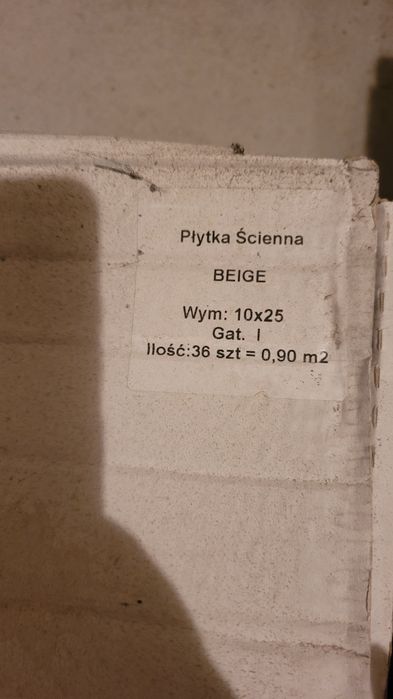 Płytka Ścienna
BEIGE
Wym: 10x25
Gat. I
Ilość:36 szt = 0,90 m2